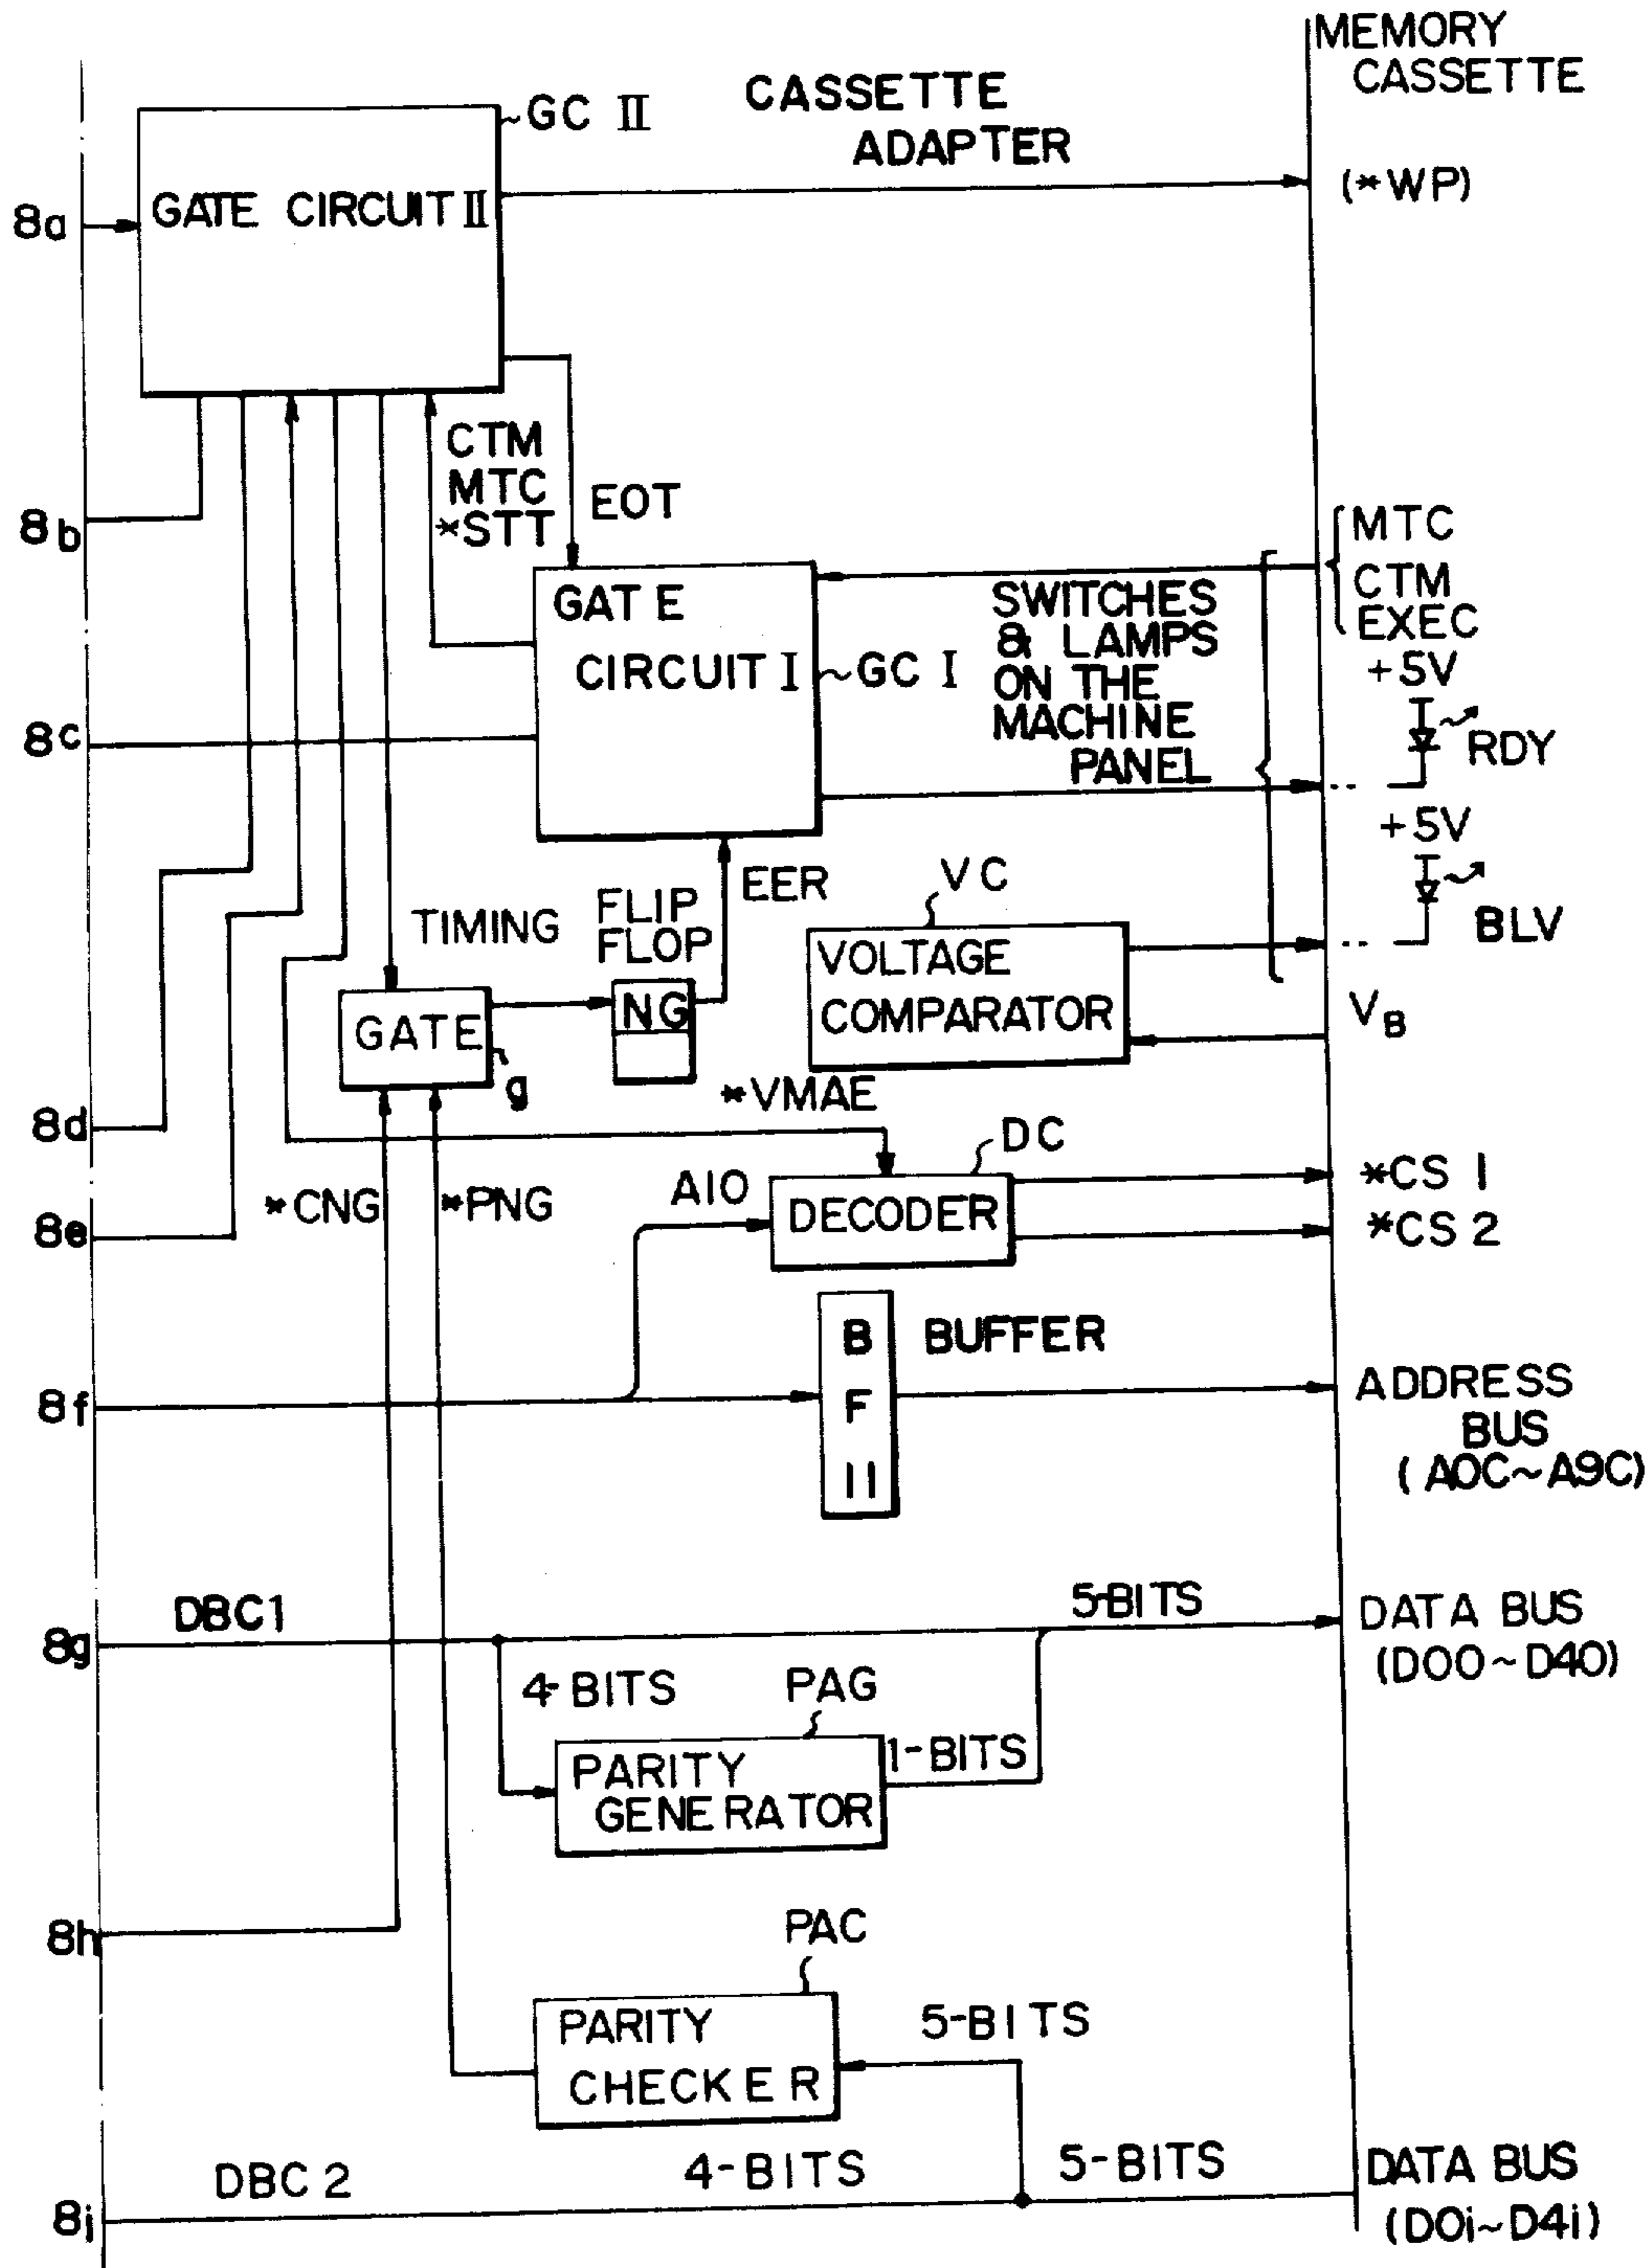 MEMORY
CASSETTE
CASSETTE
ADAPTER
GC II
(*WP)
GATE CIRCUIT II
8a
CTM
MTC
*STT
EOT
8b
MTC
CTM
EXEC
GATE
CIRCUIT I
GC I
SWITCHES
& LAMPS
ON THE
MACHINE
PANEL
+5V
RDY
8c
+5V
BLV
EER
VC
TIMING
FLIP
FLOP
VOLTAGE
COMPARATOR
NG
GATE
g
VB
*VMAE
8d
DC
*CNG
*PNG
A10
DECODER
*CS 1
*CS 2
8e
B
F
11
BUFFER
8f
ADDRESS
BUS
(A0C~A9C)
DBC1
5-BITS
8g
DATA BUS
(D00~D40)
4-BITS
PAG
1-BITS
PARITY
GENERATOR
8h
PAC
PARITY
CHECKER
5-BITS
DBC 2
4-BITS
5-BITS
DATA BUS
(D0i~D4i)
8i